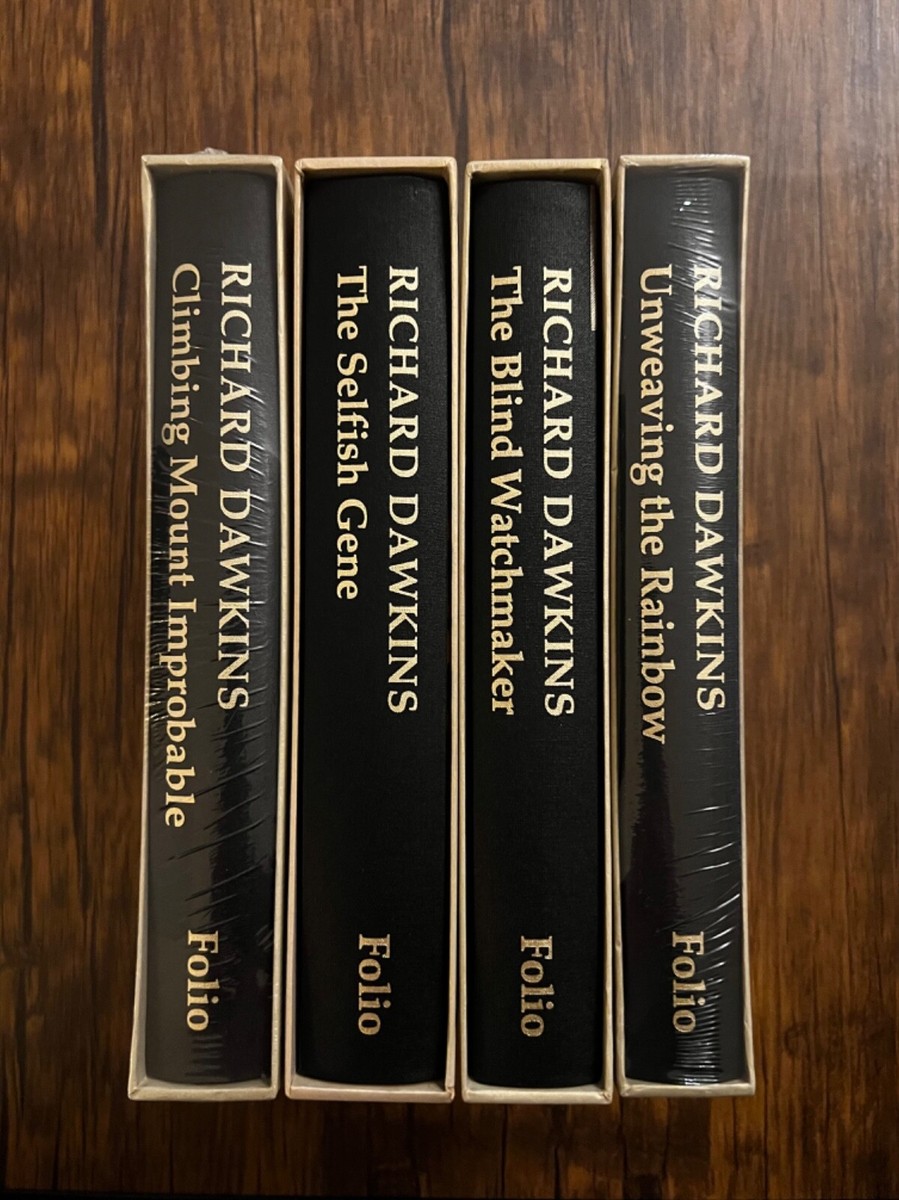 RICHARD DAWKINS
Climbing Mount Improbable
Folio
RICHARD DAWKINS
The Selfish Gene
Folio
RICHARD DAWKINS
The Blind Watchmaker
Folio
RICHARD DAWKINS
Unweaving the Rainbow
Folio